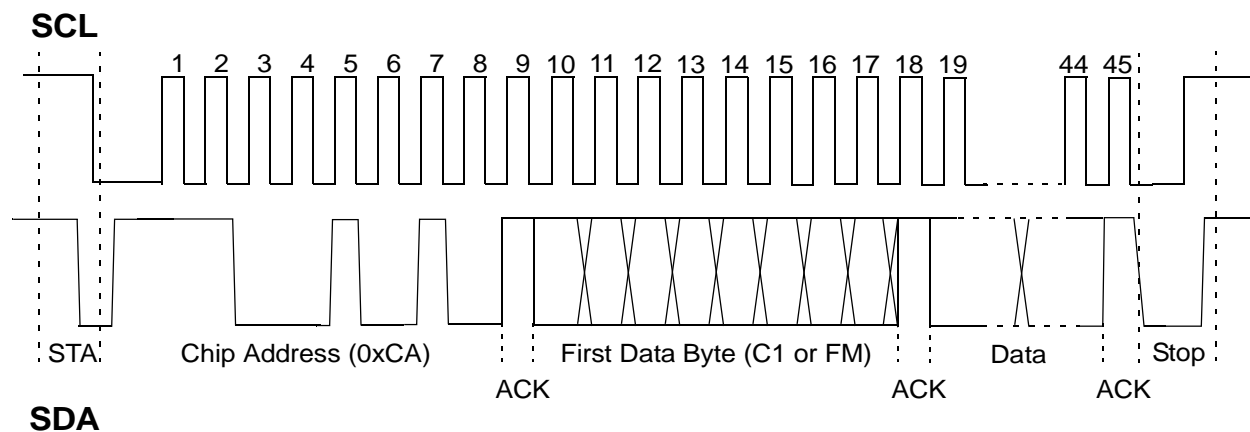 SCL
1 2 3 4 5 6 7 8 9 10 11 12 13 14 15 16 17 18 19 44 45
STA Chip Address (0xCA) First Data Byte (C1 or FM) Data Stop
ACK ACK ACK
SDA